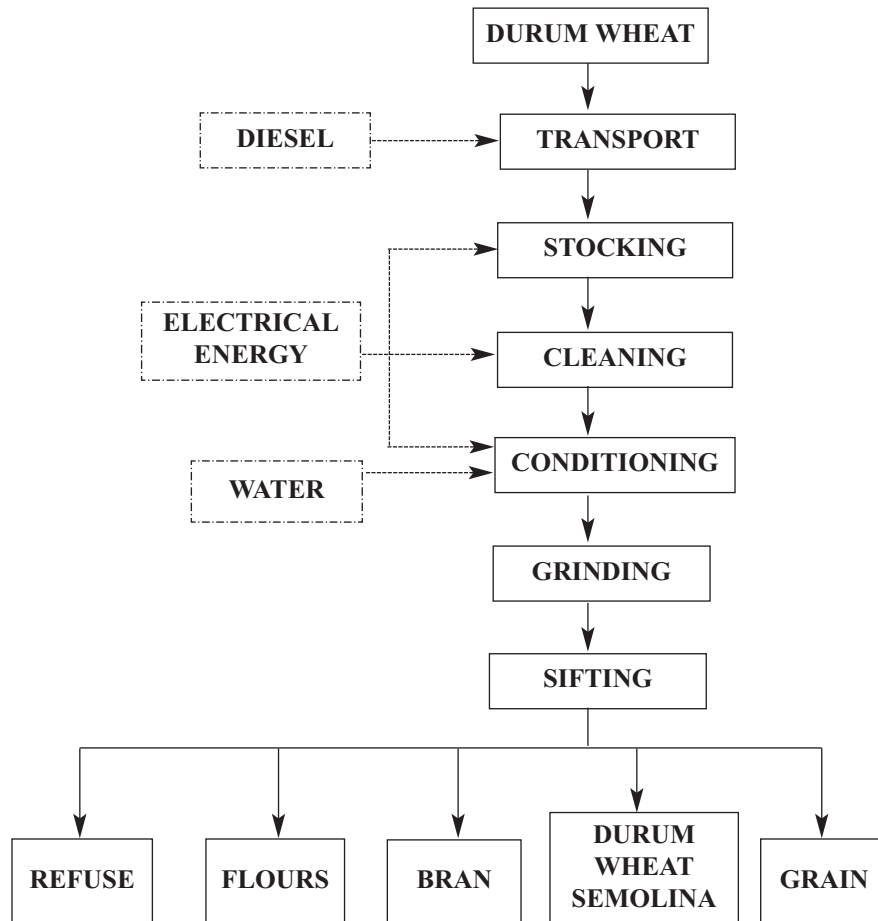 DURUM WHEAT
DIESEL
TRANSPORT
STOCKING
ELECTRICAL
ENERGY
CLEANING
CONDITIONING
WATER
GRINDING
SIFTING
REFUSE
FLOURS
BRAN
DURUM
WHEAT
SEMOLINA
GRAIN